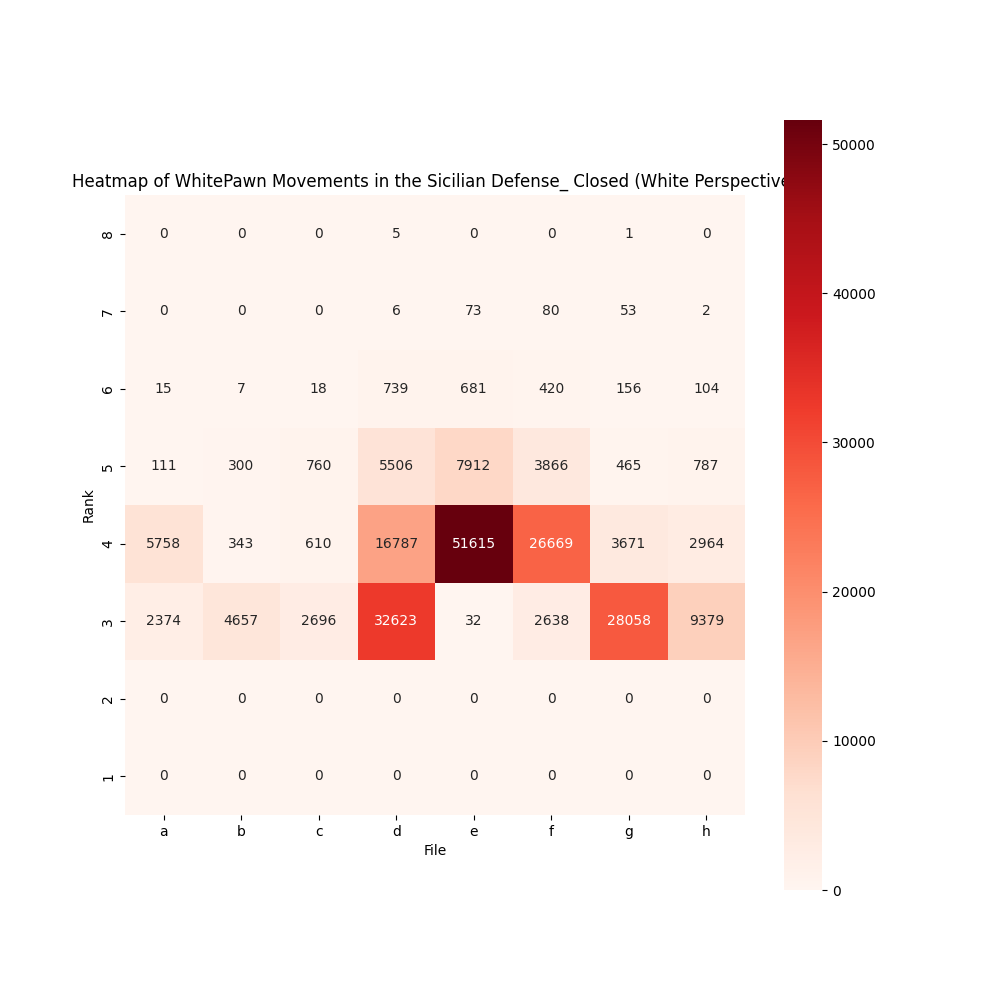 Heatmap of WhitePawn Movements in the Sicilian Defense_ Closed (White Perspective
8 0 0 0 5 0 0 1 0
7 0 0 0 6 73 80 53 2
6 15 7 18 739 681 420 156 104
5 111 300 760 5506 7912 3866 465 787
4 5758 343 610 16787 51615 26669 3671 2964
3 2374 4657 2696 32623 32 2638 28058 9379
2 0 0 0 0 0 0 0 0
1 0 0 0 0 0 0 0 0
a b c d e f g h
File
Rank
50000
40000
30000
20000
10000
0